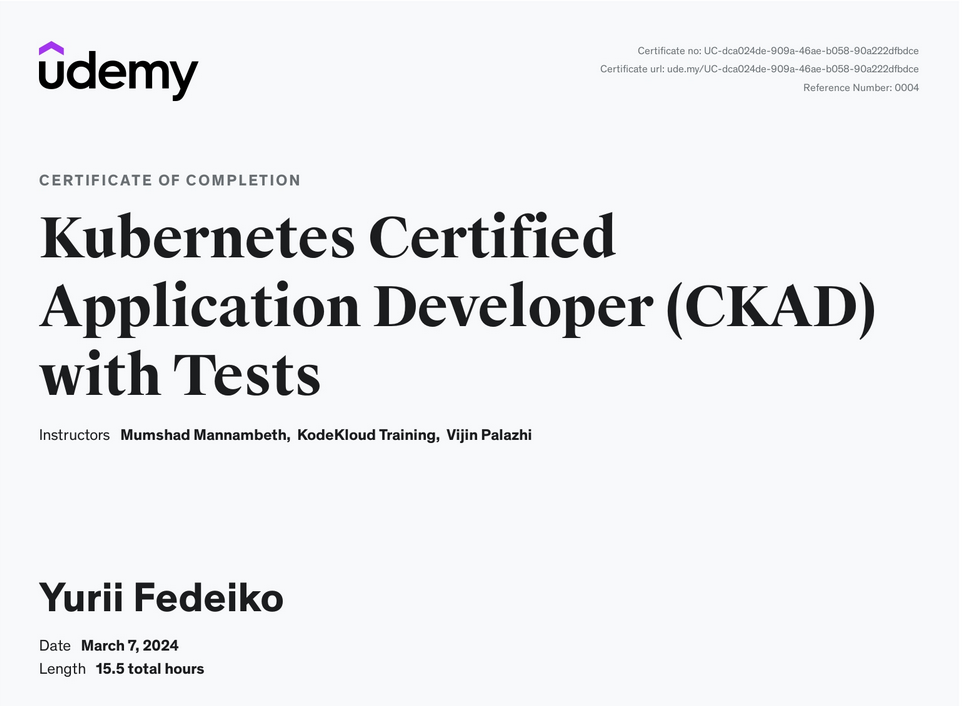 udemy
Certificate no: UC-dca024de-909a-46ae-b058-90a222dfbdce
Certificate url: ude.my/UC-dca024de-909a-46ae-b058-90a222dfbdce
Reference Number: 0004
CERTIFICATE OF COMPLETION
Kubernetes Certified
Application Developer (CKAD)
with Tests
Instructors Mumshad Mannambeth, KodeKloud Training, Vijin Palazhi
Yurii Fedeiko
Date March 7, 2024
Length 15.5 total hours